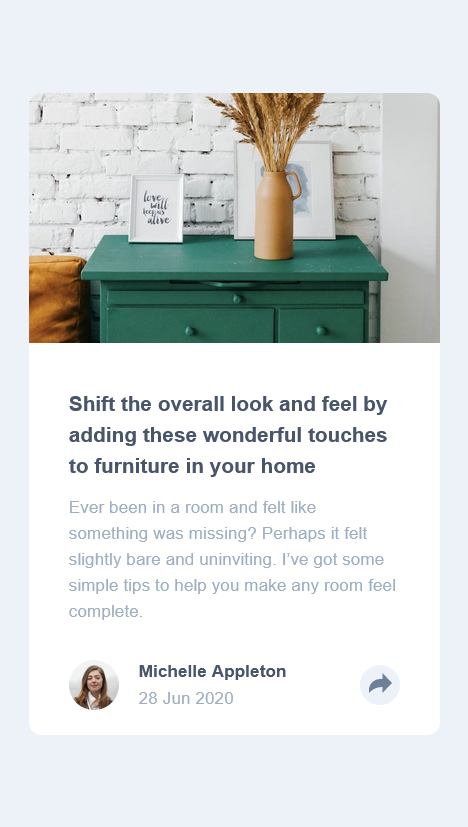 love
will
keep us
alive
Shift the overall look and feel by
adding these wonderful touches
to furniture in your home
Ever been in a room and felt like
something was missing? Perhaps it felt
slightly bare and uninviting. I’ve got some
simple tips to help you make any room feel
complete.
Michelle Appleton
28 Jun 2020